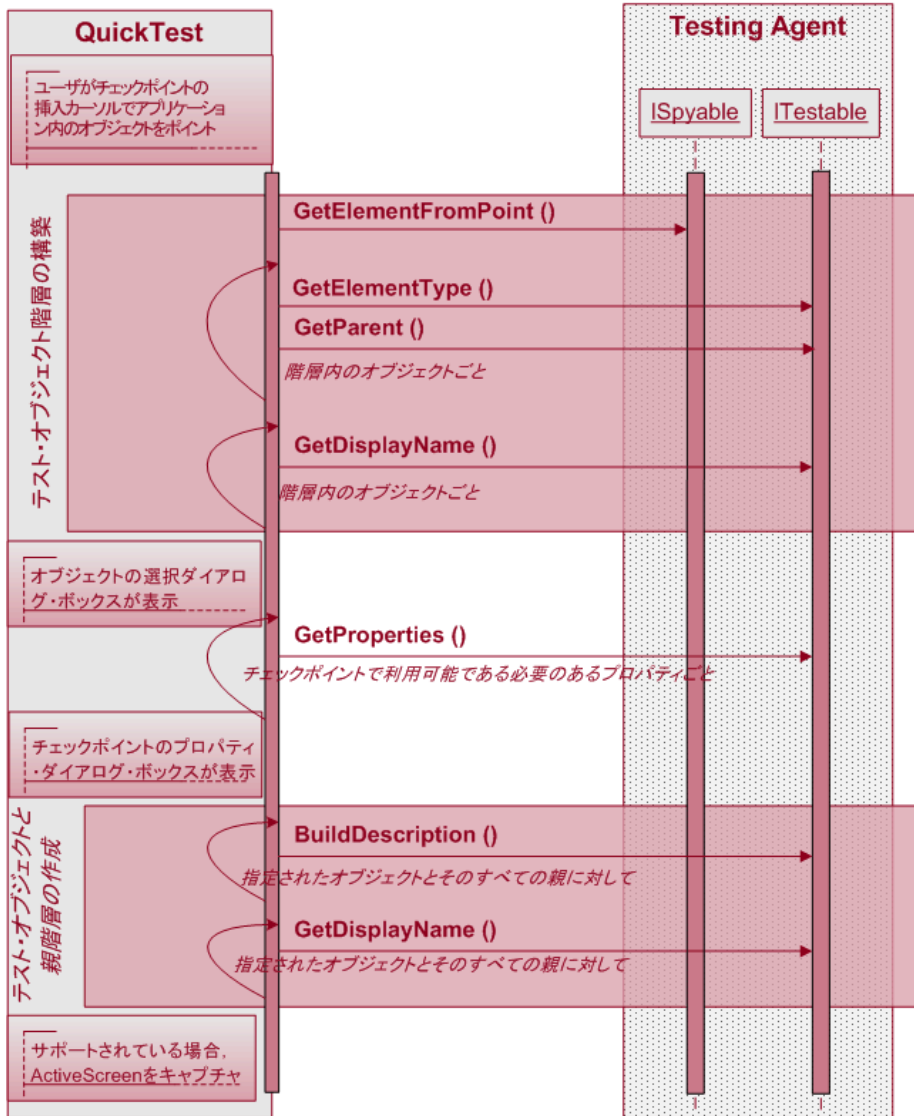 QuickTest
Testing Agent
ユーザがチェックポイントの
挿入カーソルでアプリケーショ
ン内のオブジェクトをポイント
ISpyable
ITestable
テスト・オブジェクト階層の構築
GetElementFromPoint ()
GetElementType ()
GetParent ()
階層内のオブジェクトごと
GetDisplayName ()
階層内のオブジェクトごと
オブジェクトの選択ダイアロ
グ・ボックスが表示
GetProperties ()
チェックポイントで利用可能である必要のあるプロパティごと
チェックポイントのプロパティ
・ダイアログ・ボックスが表示
テスト・オブジェクトと
親階層の作成
BuildDescription ()
指定されたオブジェクトとそのすべての親に対して
GetDisplayName ()
指定されたオブジェクトとそのすべての親に対して
サポートされている場合,
ActiveScreenをキャプチャ